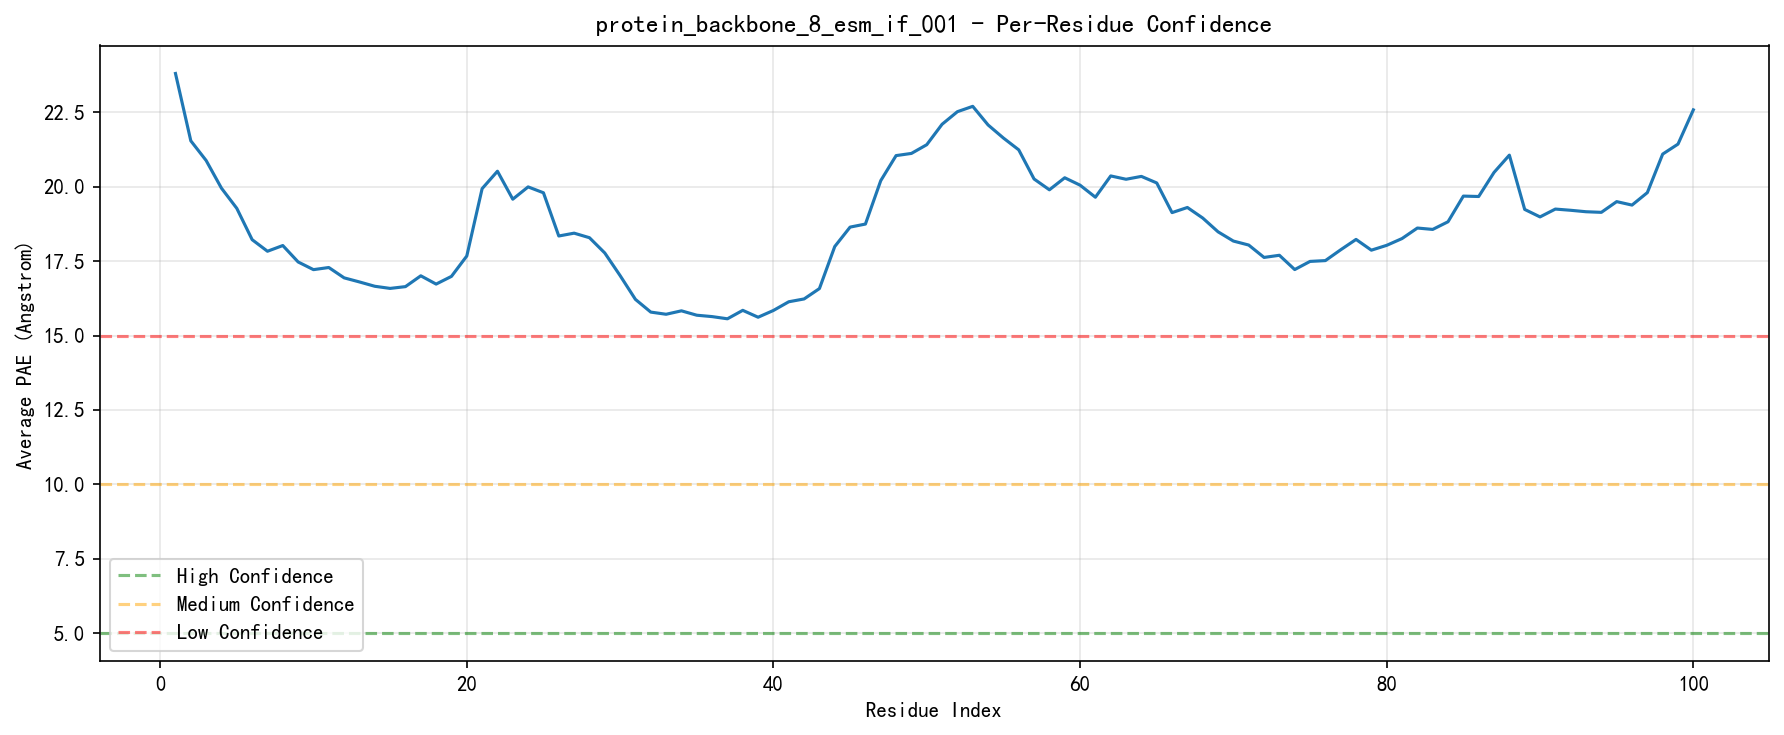 protein_backbone_8_esm_if_001 - Per-Residue Confidence
Average PAE (Angstrom)
22.5
20.0
17.5
15.0
12.5
10.0
7.5
5.0
High Confidence
Medium Confidence
Low Confidence
0 20 40 60 80 100
Residue Index